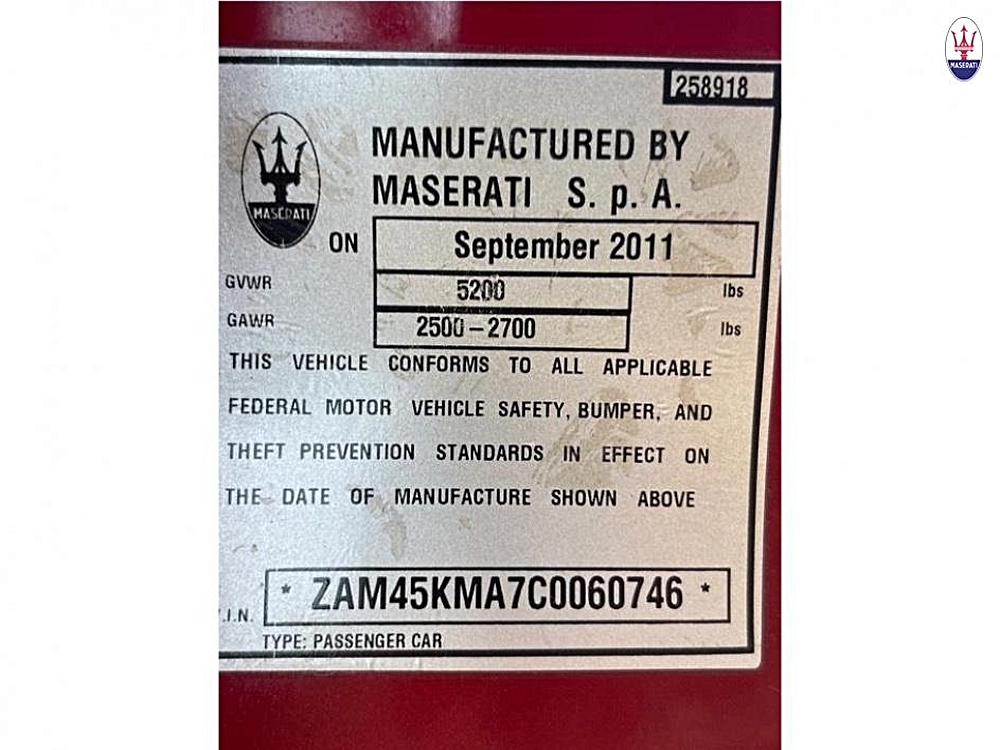 MASERATI
258918
MANUFACTURED BY
MASERATI S. p. A.
MASERATI
ON September 2011
GVWR 5200 lbs
GAWR 2500-2700 lbs
THIS VEHICLE CONFORMS TO ALL APPLICABLE
FEDERAL MOTOR VEHICLE SAFETY, BUMPER, AND
THEFT PREVENTION STANDARDS IN EFFECT ON
THE DATE OF MANUFACTURE SHOWN ABOVE
.I.N. * ZAM45KMA7C0060746 *
TYPE: PASSENGER CAR